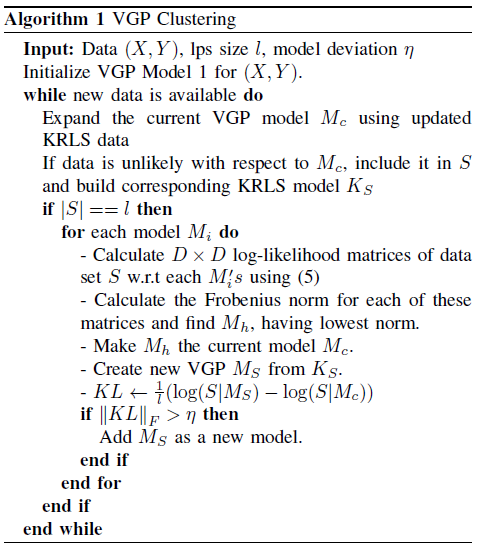 Algorithm 1 VGP Clustering
Input: Data (X, Y), lps size l, model deviation η
Initialize VGP Model 1 for (X, Y).
while new data is available do
Expand the current VGP model M_c using updated
KRLS data
If data is unlikely with respect to M_c, include it in S
and build corresponding KRLS model K_S
if |S| == l then
for each model M_i do
- Calculate D × D log-likelihood matrices of data
set S w.r.t each M_i's using (5)
- Calculate the Frobenius norm for each of these
matrices and find M_h, having lowest norm.
- Make M_h the current model M_c.
- Create new VGP M_S from K_S.
- KL ← 1/l (log(S|M_S) − log(S|M_c))
if ‖KL‖_F > η then
Add M_S as a new model.
end if
end for
end if
end while